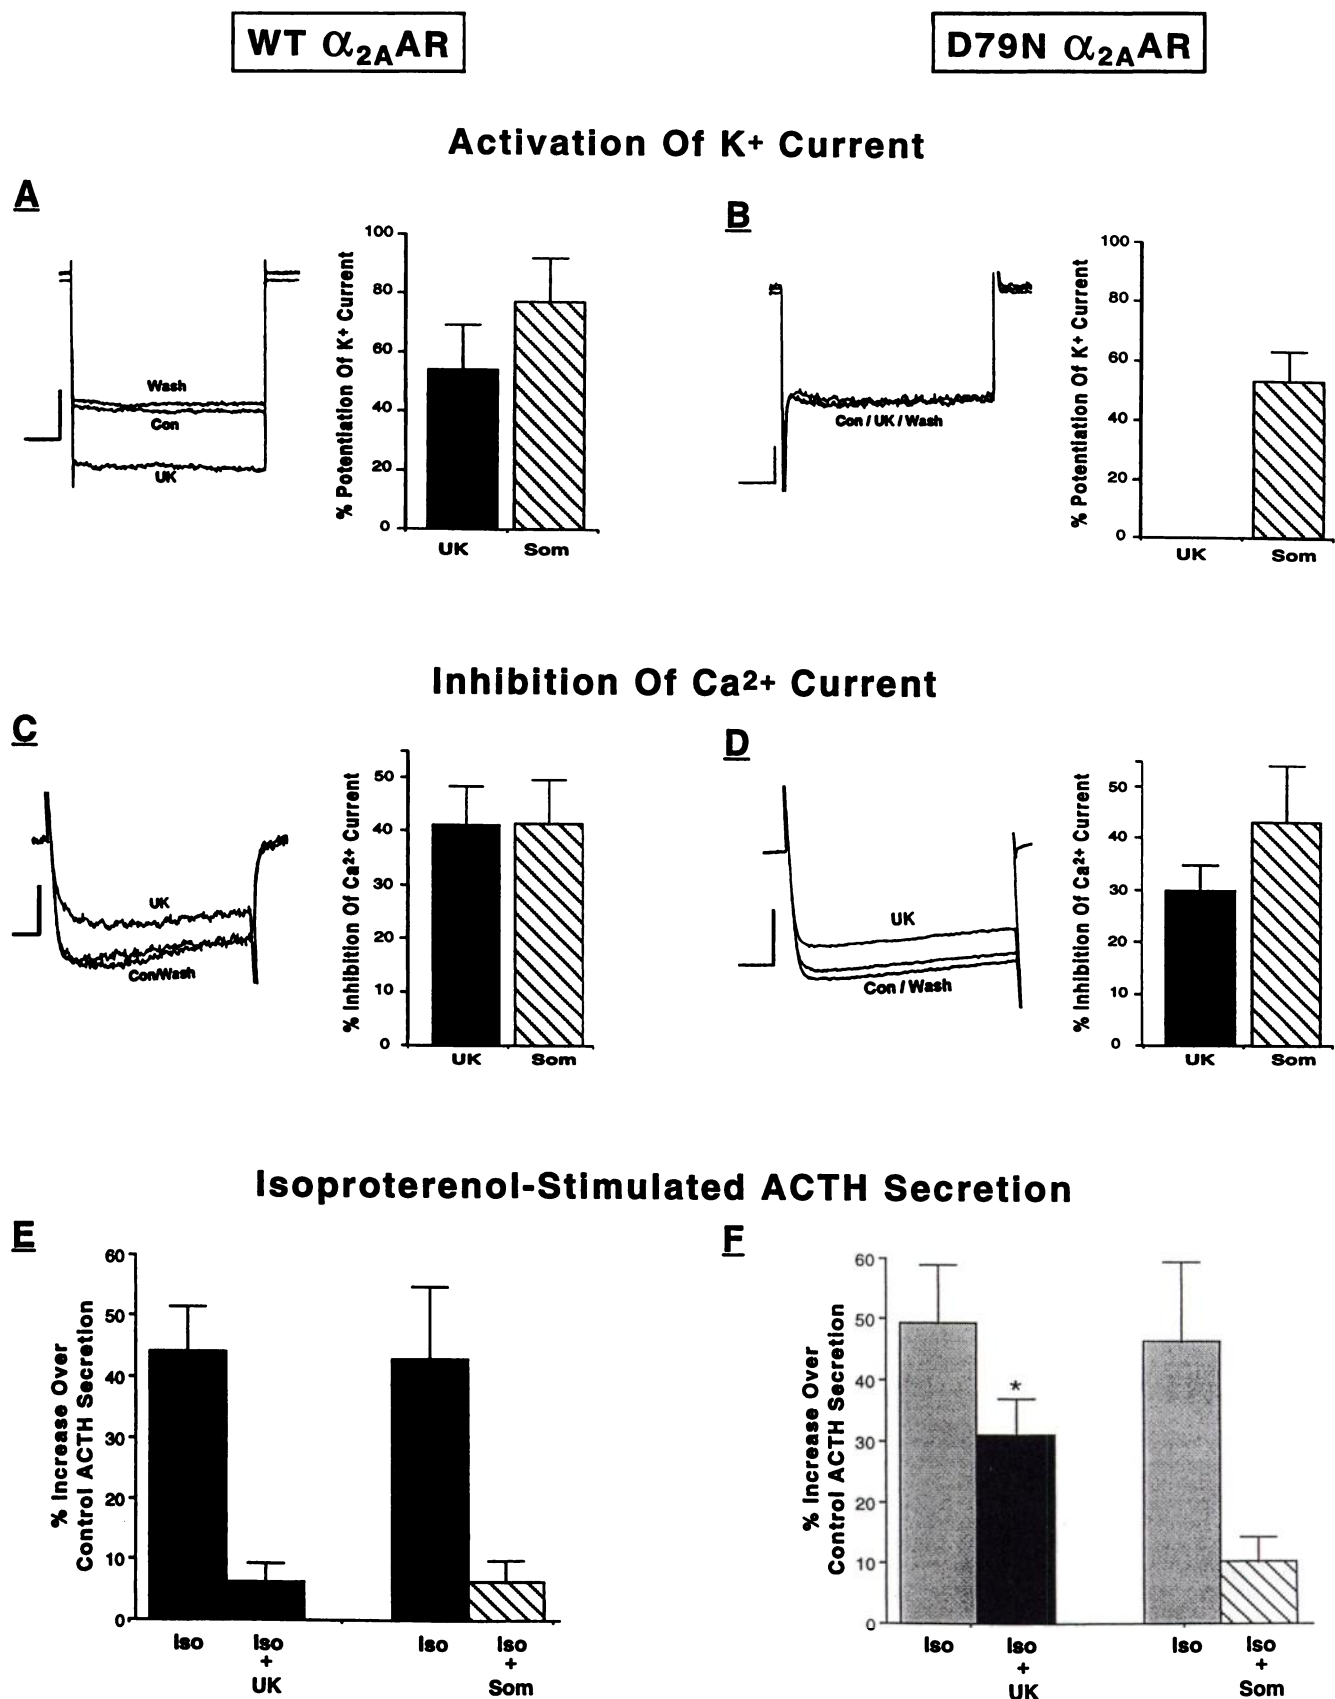 WT α2AAR
D79N α2AAR
Activation Of K+ Current
A
Wash
Con
UK
% Potentiation Of K+ Current
100
80
60
40
20
0
UK
Som
B
Con / UK / Wash
% Potentiation Of K+ Current
100
80
60
40
20
0
UK
Som
Inhibition Of Ca2+ Current
C
UK
Con/Wash
% Inhibition Of Ca2+ Current
50
40
30
20
10
0
UK
Som
D
UK
Con / Wash
% Inhibition Of Ca2+ Current
50
40
30
20
10
0
UK
Som
Isoproterenol-Stimulated ACTH Secretion
E
% Increase Over
Control ACTH Secretion
60
50
40
30
20
10
0
Iso
Iso
+
UK
Iso
Iso
+
Som
F
% Increase Over
Control ACTH Secretion
60
50
40
30
20
10
0
*
Iso
Iso
+
UK
Iso
Iso
+
Som